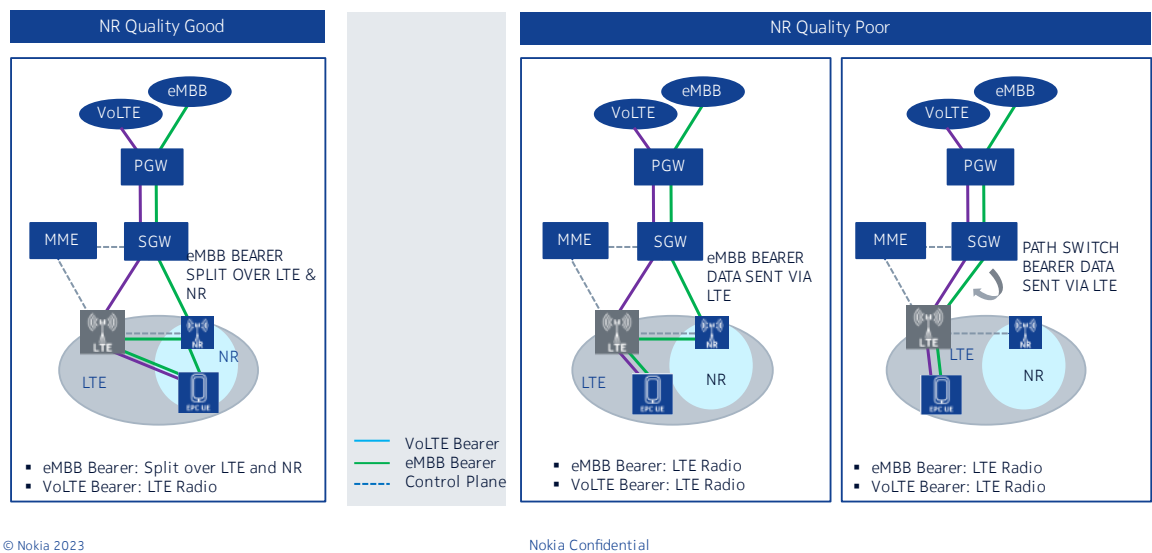 NR Quality Good
NR Quality Poor
eMBB
VoLTE
PGW
MME
SGW
eMBB BEARER
SPLIT OVER LTE &
NR
LTE
NR
NR
LTE
EPC UE
▪ eMBB Bearer: Split over LTE and NR
▪ VoLTE Bearer: LTE Radio
VoLTE Bearer
eMBB Bearer
Control Plane
eMBB
VoLTE
PGW
MME
SGW
eMBB BEARER
DATA SENT VIA
LTE
LTE
NR
LTE
NR
EPC UE
▪ eMBB Bearer: LTE Radio
▪ VoLTE Bearer: LTE Radio
eMBB
VoLTE
PGW
MME
SGW
PATH SWITCH
BEARER DATA
SENT VIA LTE
LTE
NR
LTE
NR
EPC UE
▪ eMBB Bearer: LTE Radio
▪ VoLTE Bearer: LTE Radio
© Nokia 2023
Nokia Confidential